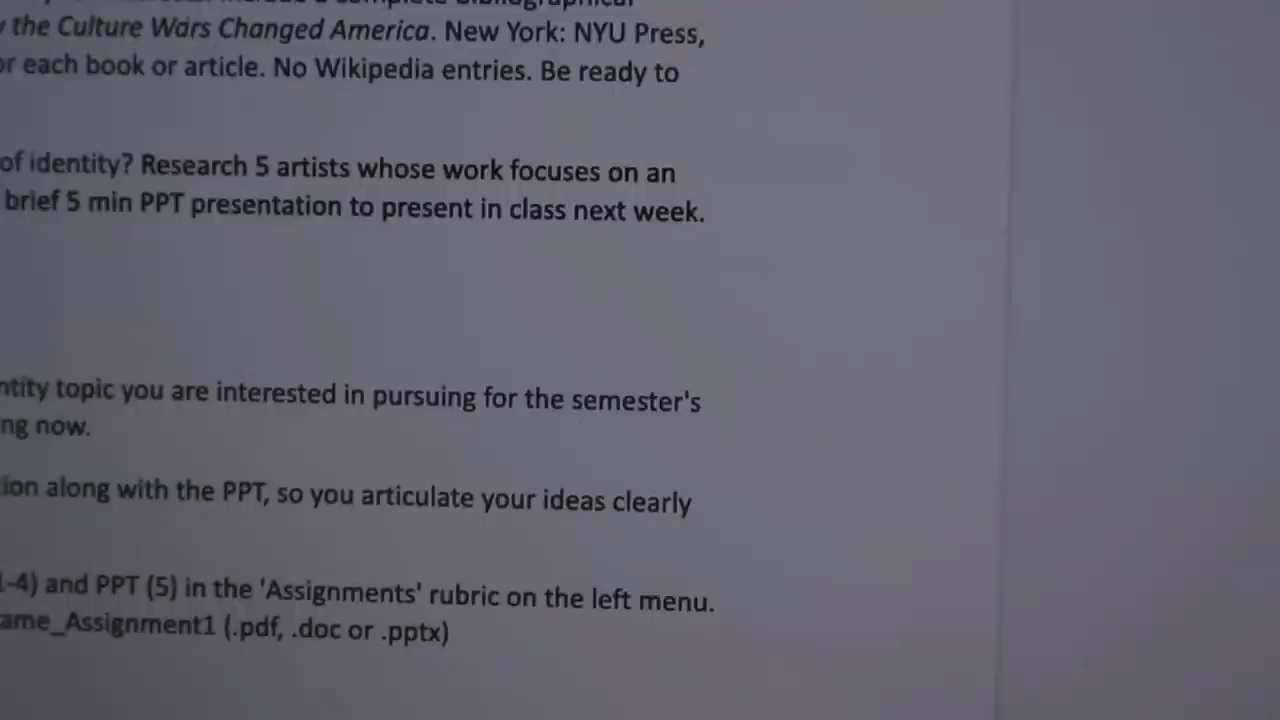 the Culture Wars Changed America. New York: NYU Press,
each book or article. No Wikipedia entries. Be ready to
of identity? Research 5 artists whose work focuses on an
brief 5 min PPT presentation to present in class next week.
topic you are interested in pursuing for the semester's
now.
along with the PPT, so you articulate your ideas clearly
and PPT (5) in the 'Assignments' rubric on the left menu.
ame_Assignment1 (.pdf, .doc or .pptx)